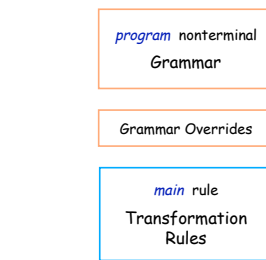 program nonterminal
Grammar
Grammar Overrides
main rule
Transformation
Rules